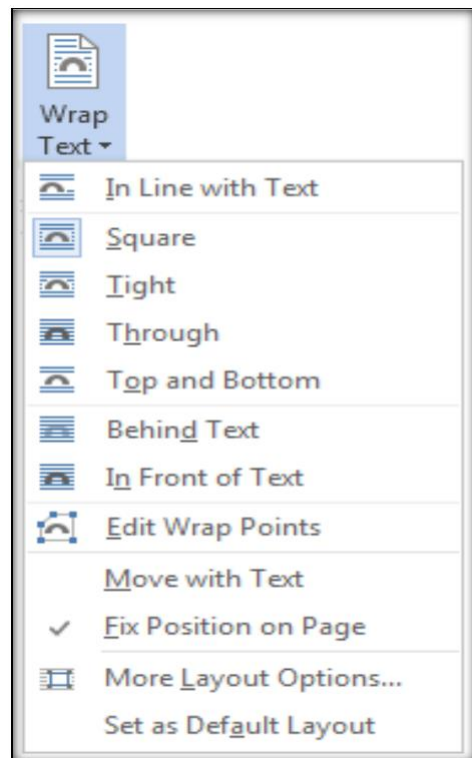 Wrap
Text
In Line with Text
Square
Tight
Through
Top and Bottom
Behind Text
In Front of Text
Edit Wrap Points
Move with Text
Fix Position on Page
More Layout Options...
Set as Default Layout